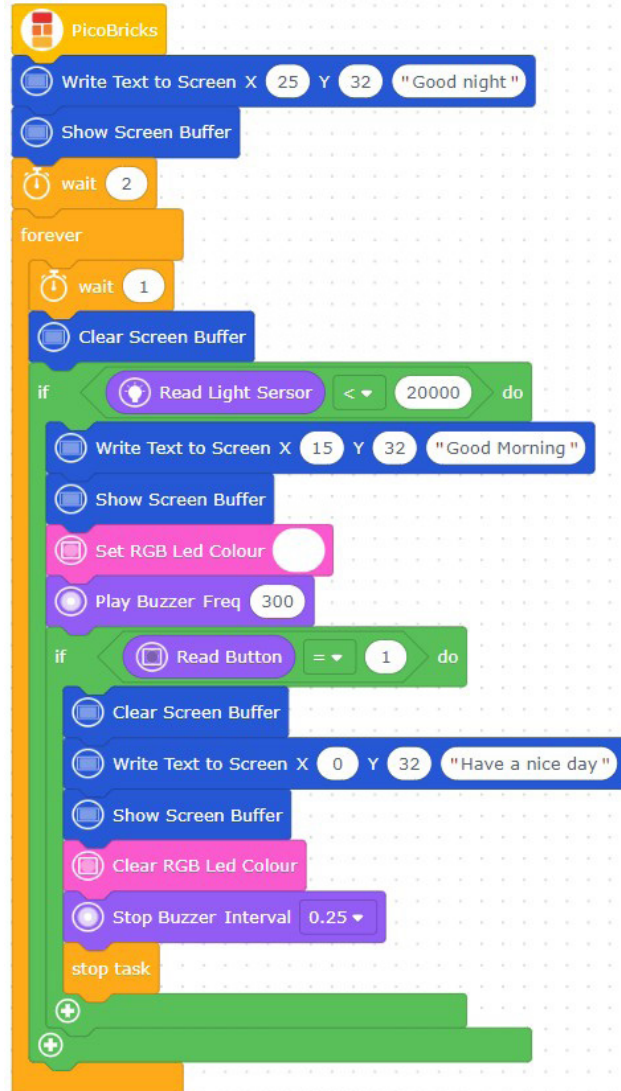 PicoBricks
Write Text to Screen X 25 Y 32 "Good night"
Show Screen Buffer
wait 2
forever
wait 1
Clear Screen Buffer
if Read Light Sersor < 20000 do
Write Text to Screen X 15 Y 32 "Good Morning"
Show Screen Buffer
Set RGB Led Colour
Play Buzzer Freq 300
if Read Button = 1 do
Clear Screen Buffer
Write Text to Screen X 0 Y 32 "Have a nice day"
Show Screen Buffer
Clear RGB Led Colour
Stop Buzzer Interval 0.25
stop task